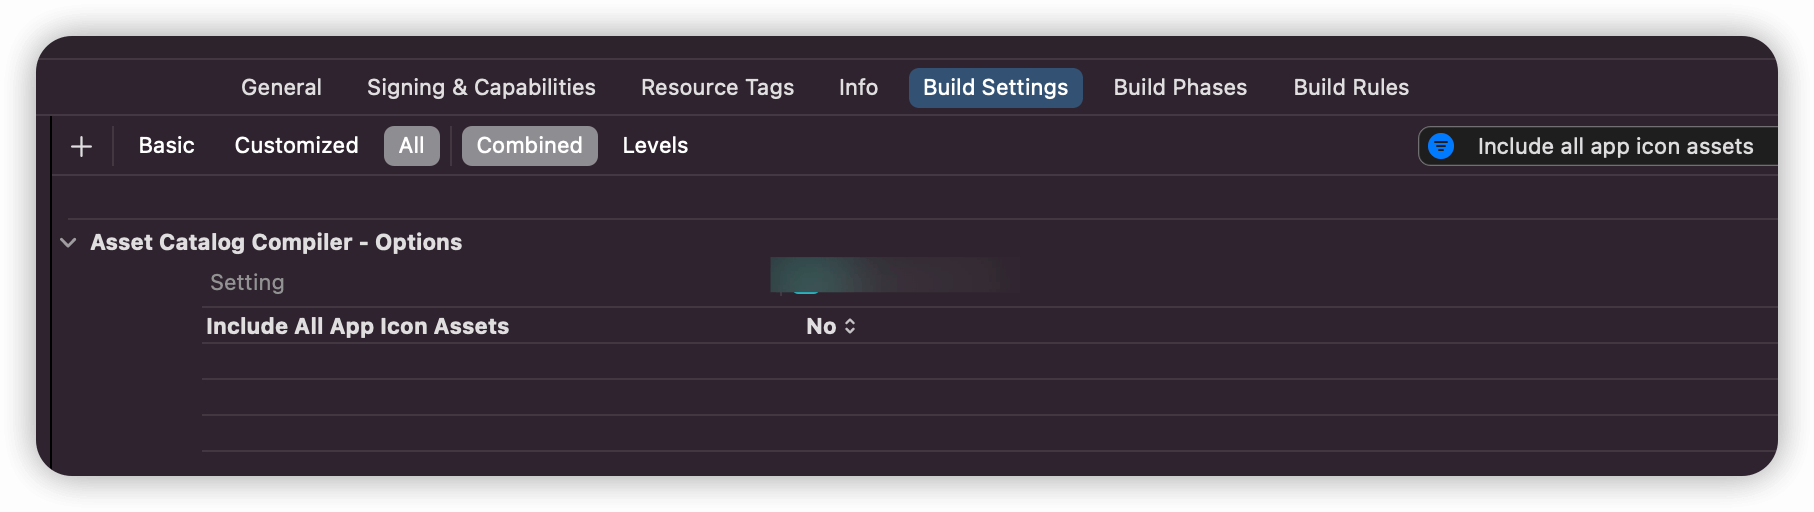 General Signing & Capabilities Resource Tags Info Build Settings Build Phases Build Rules
Basic Customized All Combined Levels Include all app icon assets
Asset Catalog Compiler - Options
Setting
Include All App Icon Assets No